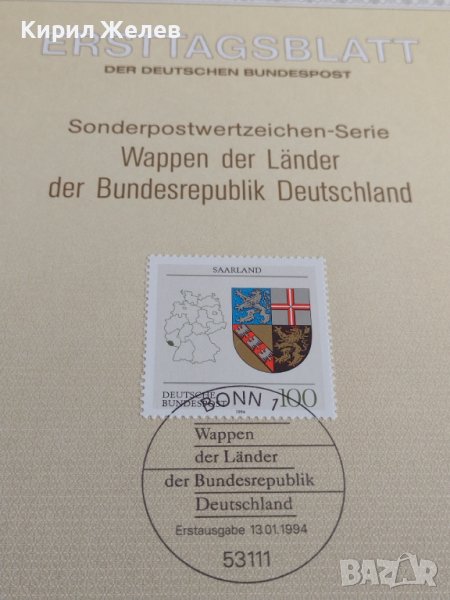 Кирил Желев
ERSTTAGSBLATT
DER DEUTSCHEN BUNDESPOST
Sonderpostwertzeichen-Serie
Wappen der Länder
der Bundesrepublik Deutschland
SAARLAND
DEUTSCHE
BUNDESPOST
100
1994
BONN 1
Wappen
der Länder
der Bundesrepublik
Deutschland
Erstausgabe 13.01.1994
53111
BAZAR